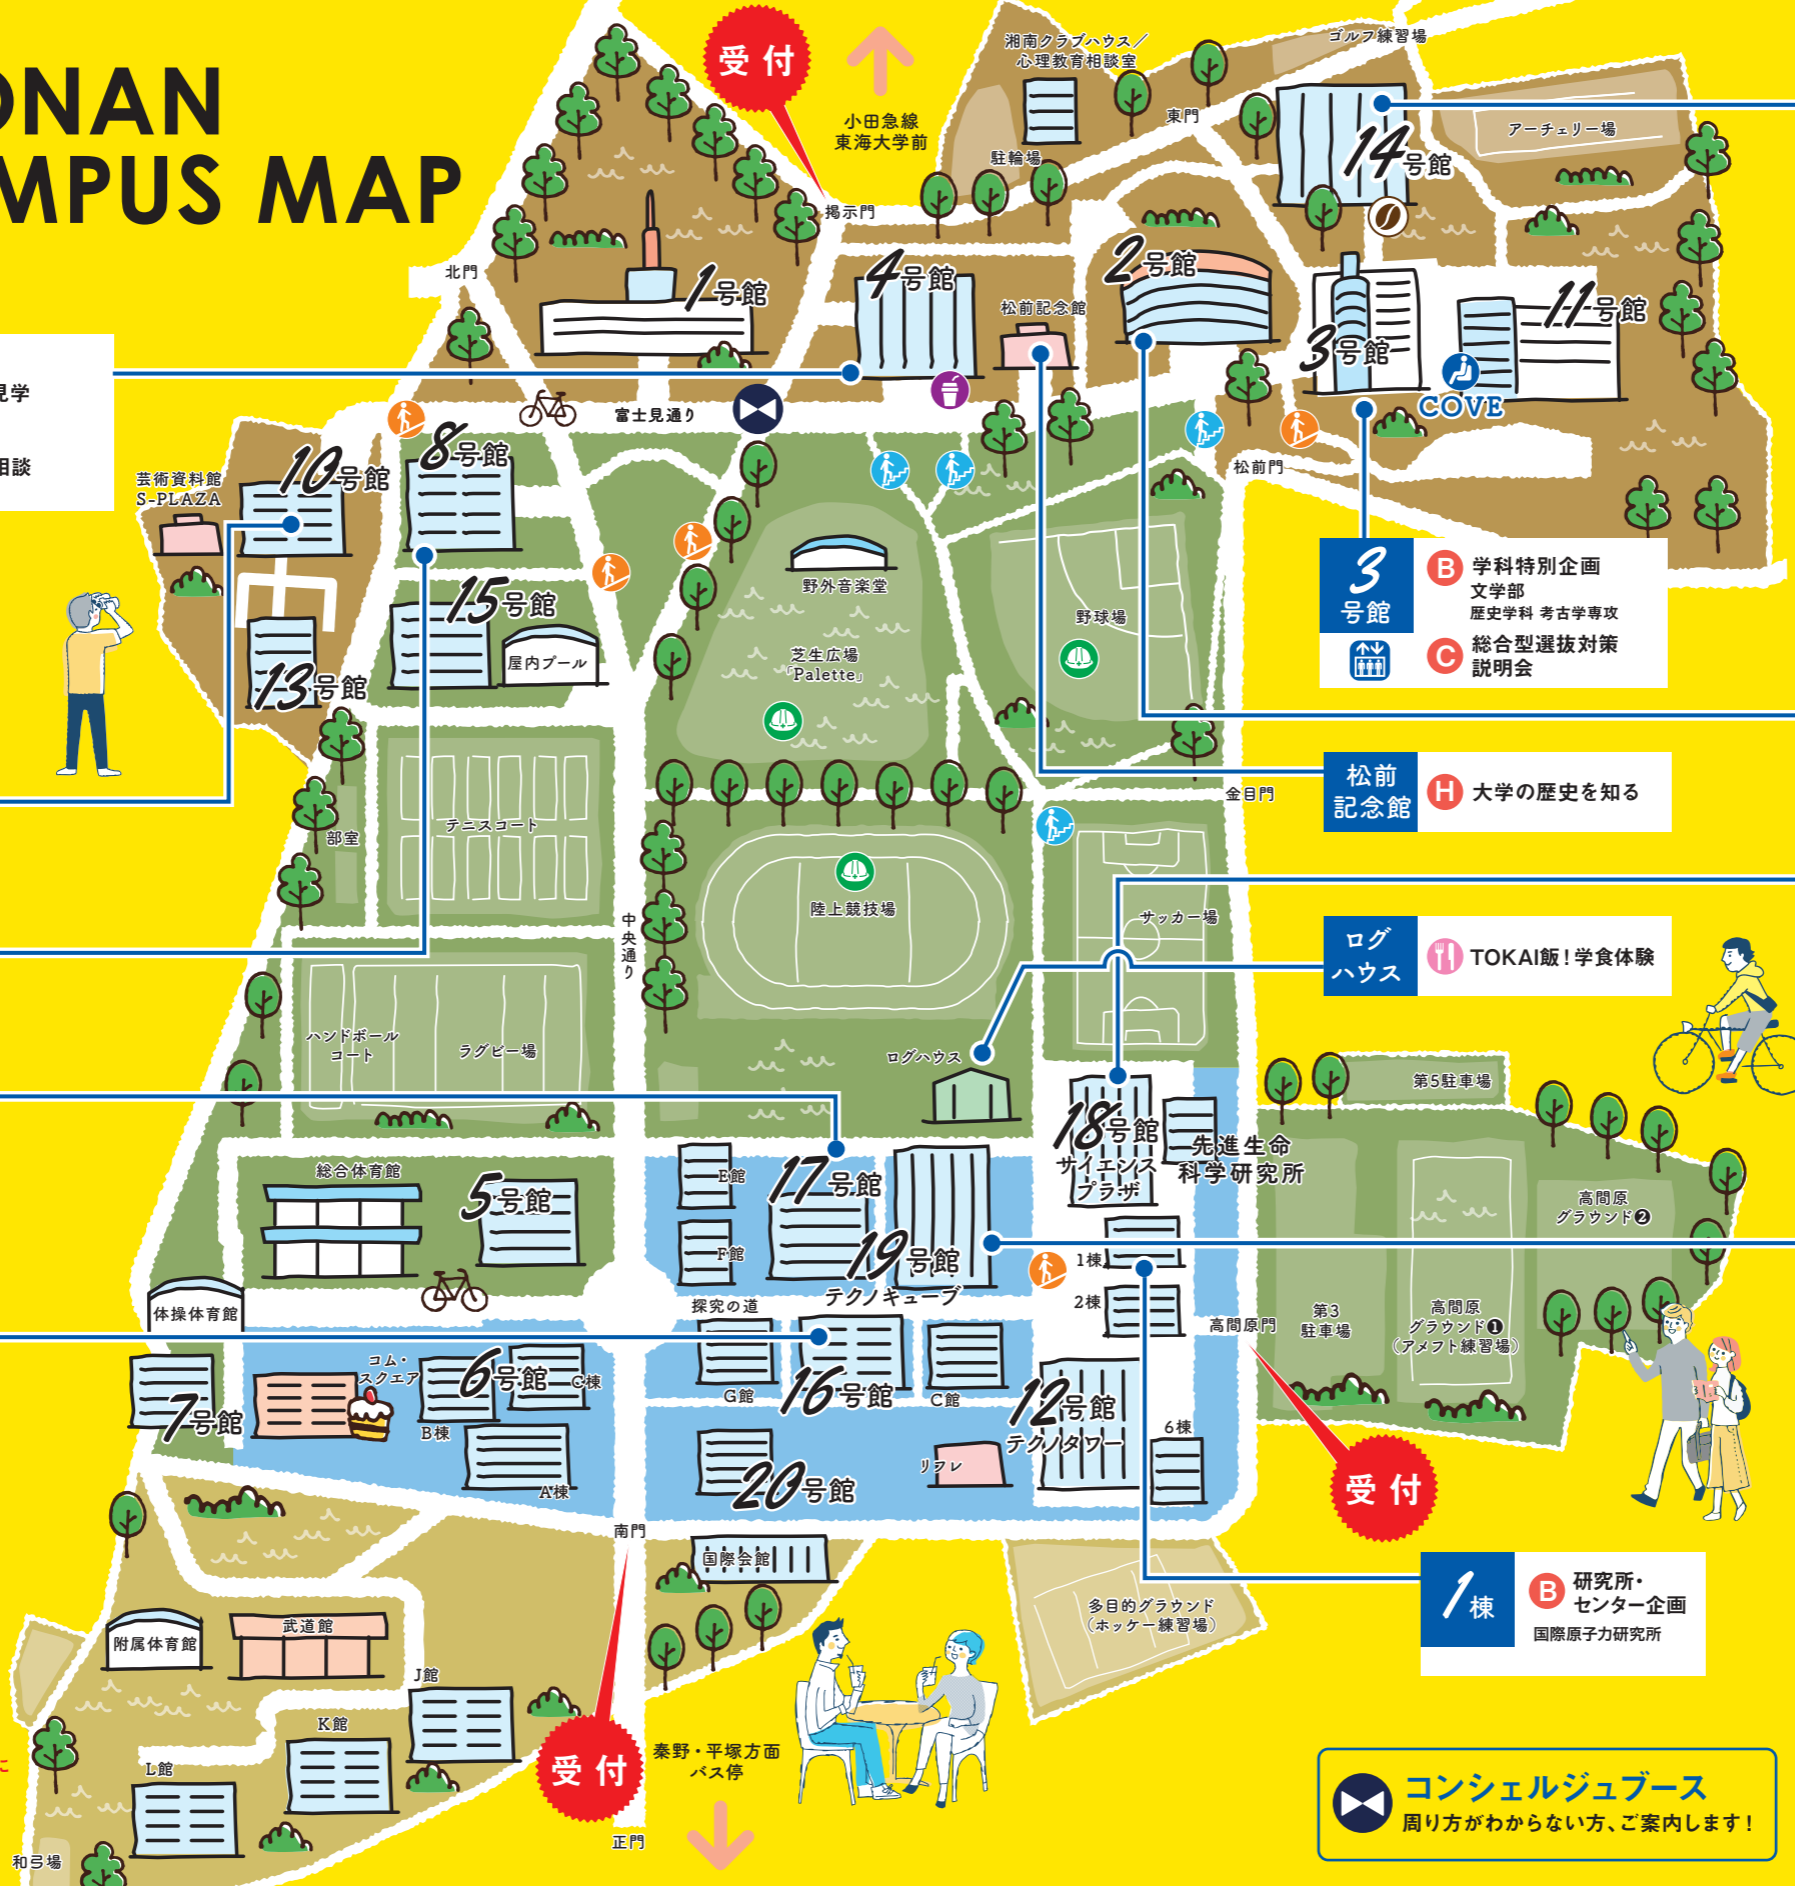 ONAN
MPUS MAP
受付
小田急線
東海大学前
湘南クラブハウス／
心理教育相談室
ゴルフ練習場
東門
駐輪場
14号館
アーチェリー場
掲示門
北門
1号館
4号館
松前記念館
2号館
3号館
11号館
COVE
見学
相談
富士見通り
松前門
芸術資料館
S-PLAZA
10号館
8号館
15号館
屋内プール
13号館
野外音楽堂
芝生広場
「Palette」
野球場
3
号館
B 学科特別企画
文学部
歴史学科 考古学専攻
C 総合型選抜対策
説明会
松前
記念館
H 大学の歴史を知る
金目門
部室
テニスコート
中央通り
陸上競技場
サッカー場
ログ
ハウス
TOKAI飯！学食体験
ハンドボール
コート
ラグビー場
ログハウス
第5駐車場
18号館
サイエンス
プラザ
先進生命
科学研究所
総合体育館
5号館
E館
F館
17号館
19号館
テクノキューブ
1棟
2棟
高間原
グラウンド❷
高間原門
第3
駐車場
高間原
グラウンド❶
（アメフト練習場）
体操体育館
探究の道
7号館
コム・
スクエア
6号館
C棟
B棟
A棟
G館
16号館
C館
12号館
テクノタワー
6棟
20号館
リフレ
受付
南門
国際会館
多目的グラウンド
（ホッケー練習場）
1棟
B 研究所・
センター企画
国際原子力研究所
附属体育館
武道館
J館
K館
L館
に
和弓場
受付
秦野・平塚方面
バス停
正門
コンシェルジュブース
周り方がわからない方、ご案内します！